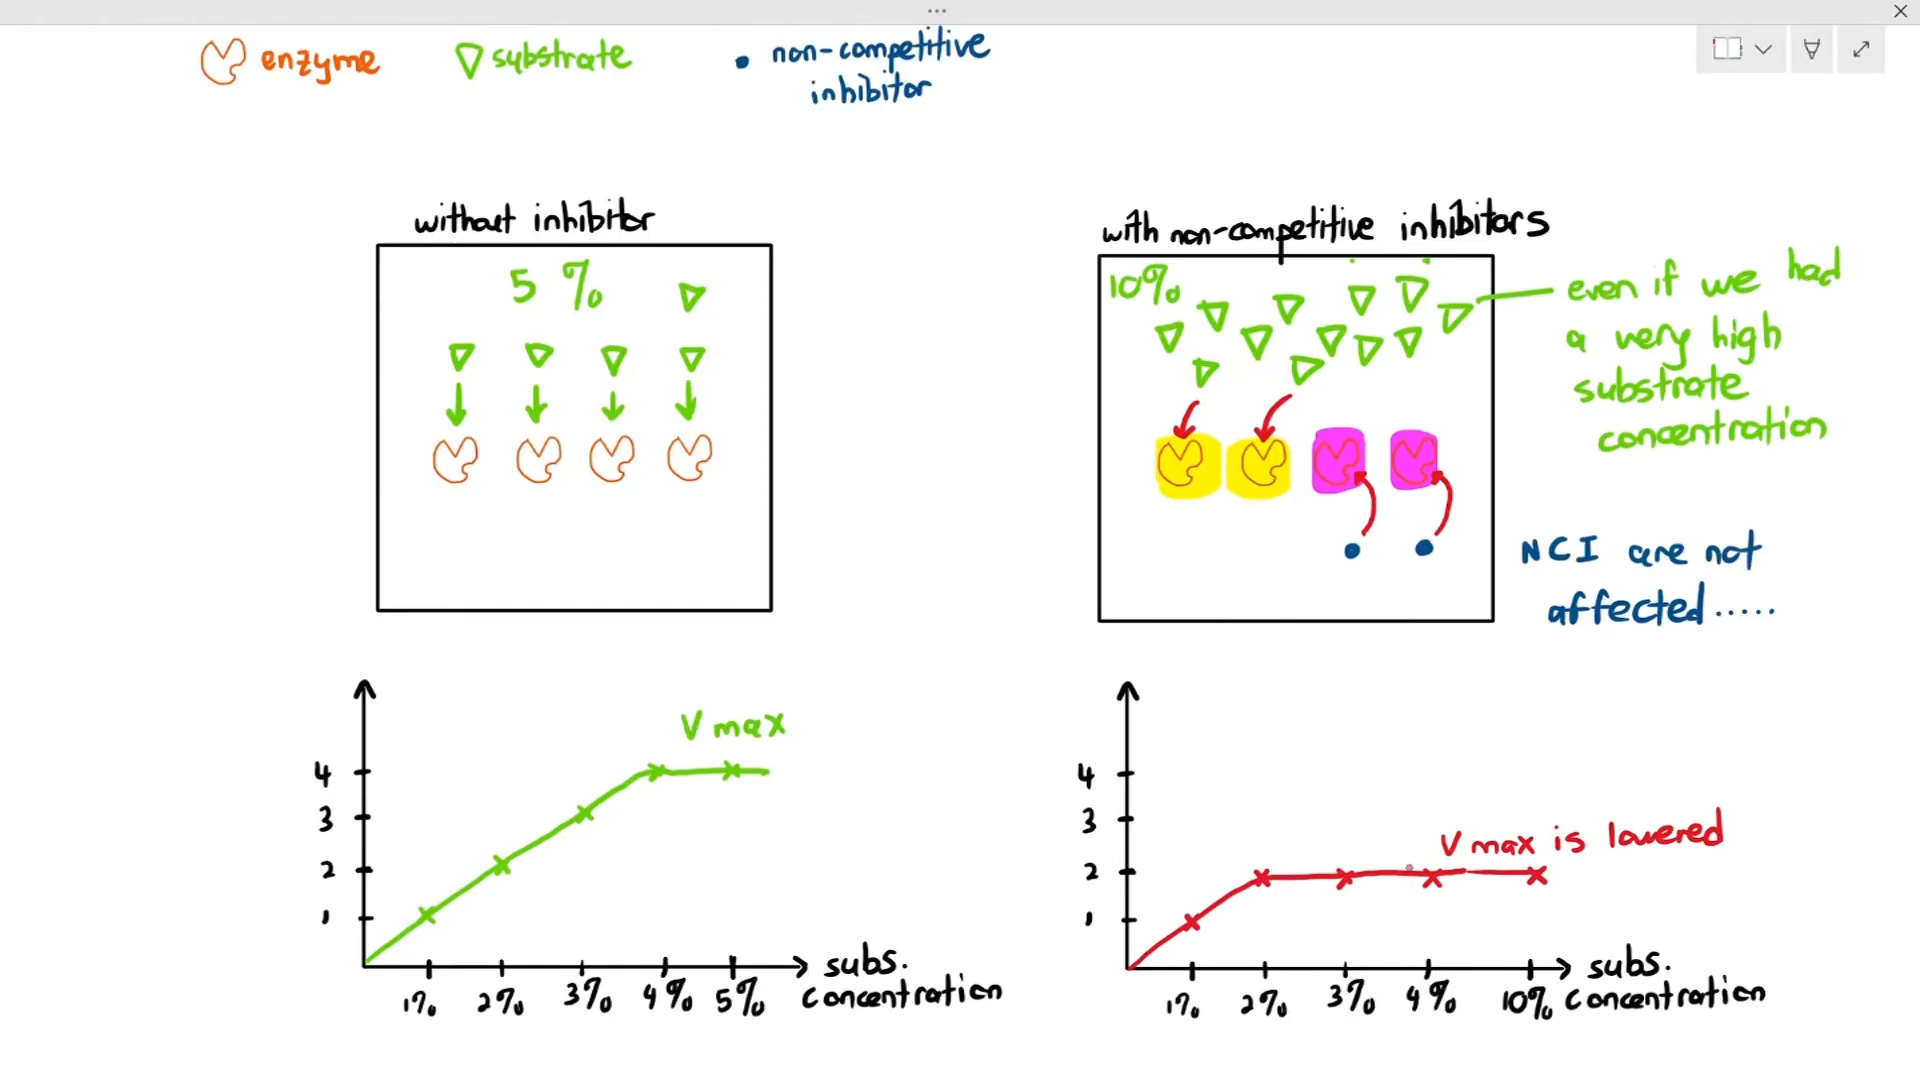 enzyme
substrate
non-competitive
inhibitor
without inhibitor
5 %
with non-competitive inhibitors
10%
even if we had
a very high
substrate
concentration
NCI are not
affected .....
V max
4
3
2
1
1% 2% 3% 4% 5%
subs.
concentration
V max is lowered
4
3
2
1
1% 2% 3% 4% 10%
subs.
concentration